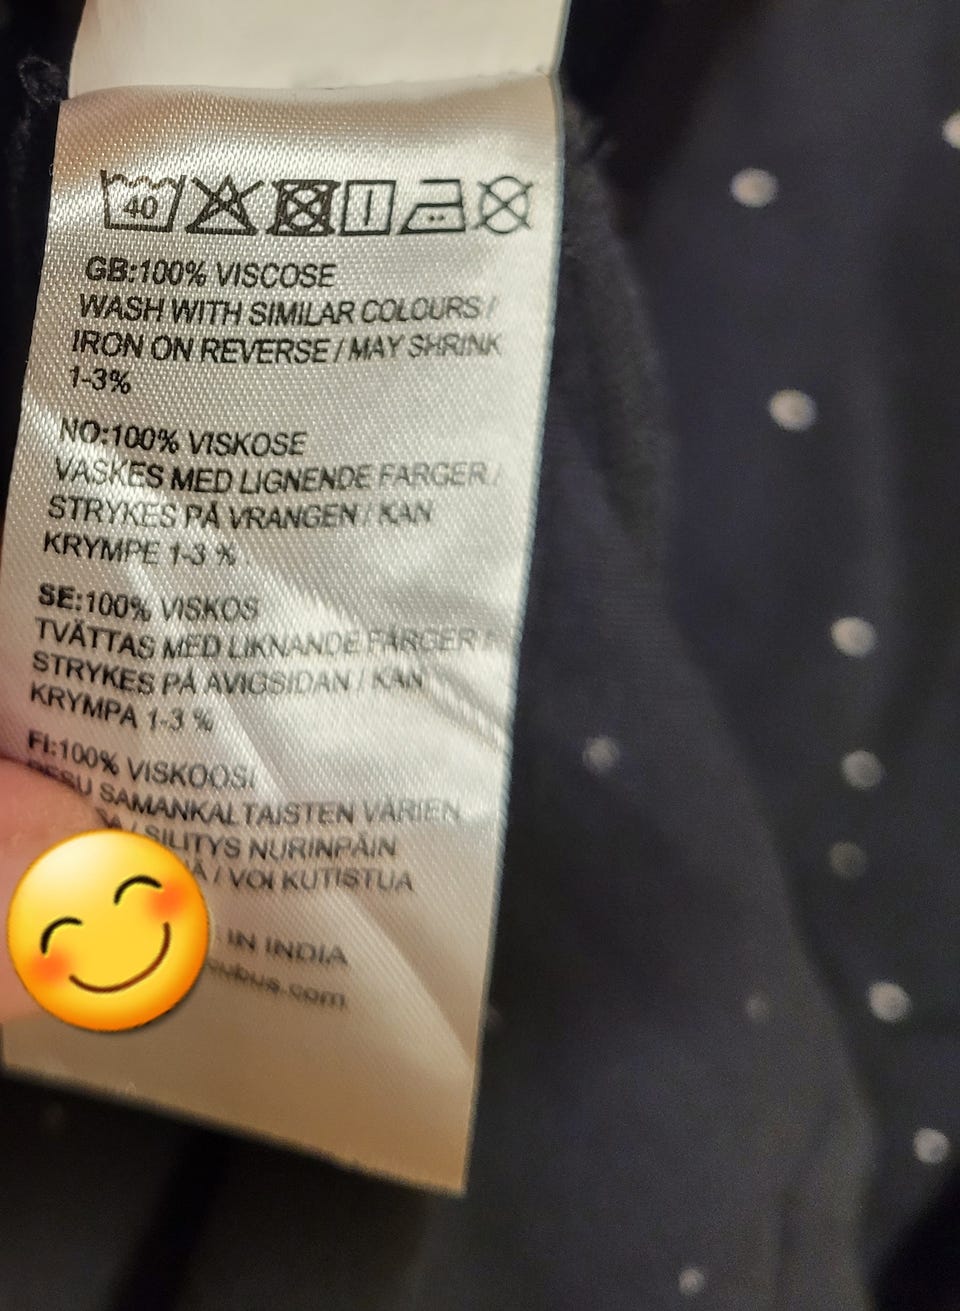 40
GB:100% VISCOSE
WASH WITH SIMILAR COLOURS /
IRON ON REVERSE / MAY SHRINK
1-3%
NO:100% VISKOSE
VASKES MED LIGNENDE FARGER /
STRYKES PÅ VRANGEN / KAN
KRYMPE 1-3 % .
SE:100% VISKOS
TVÄTTAS MED LIKNANDE FÄRGER /
STRYKES PÅ AVIGSIDAN / KAN
KRYMPA 1-3 %
FI:100% VISKOOSI
SAMANKALTAISTEN VÄRIEN
/ SILITYS NURINPÄIN
/ VOI KUTISTUA
IN INDIA